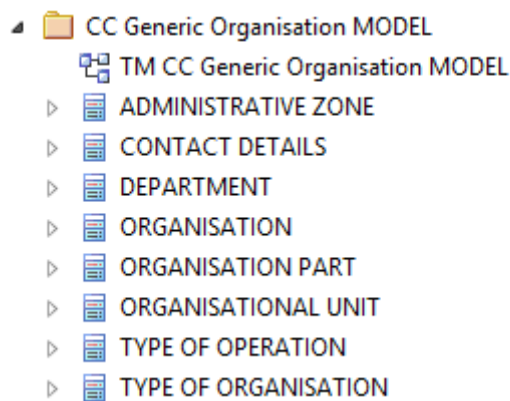 CC Generic Organisation MODEL
TM CC Generic Organisation MODEL
ADMINISTRATIVE ZONE
CONTACT DETAILS
DEPARTMENT
ORGANISATION
ORGANISATION PART
ORGANISATIONAL UNIT
TYPE OF OPERATION
TYPE OF ORGANISATION